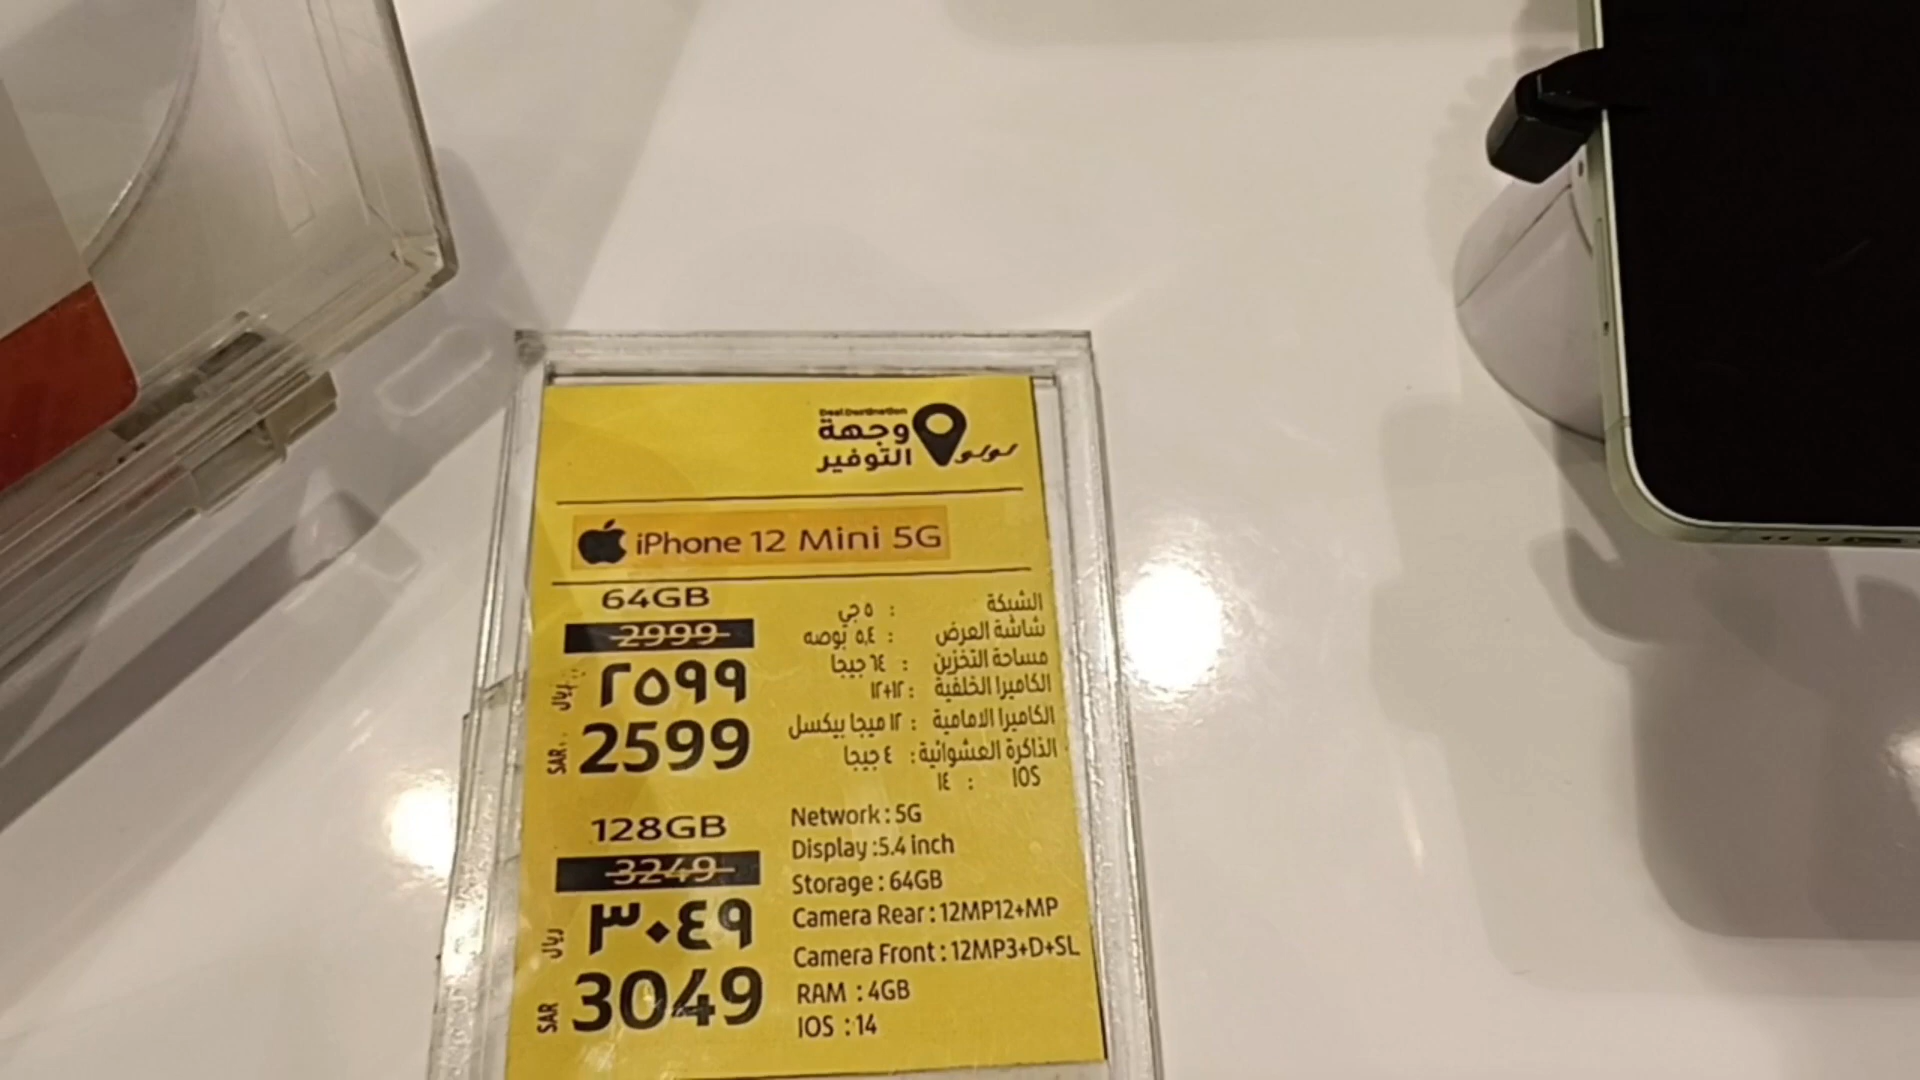 Deal Destination
وجهة
التوفير
لولو
iPhone 12 Mini 5G
64GB
2999
ريال ٢٥٩٩
SAR 2599
128GB
3249
ريال ٣٠٤٩
SAR 3049
الشبكة : ٥ جي
شاشة العرض : ٥,٤ بوصه
مساحة التخزين : ٦٤ جيجا
الكاميرا الخلفية : ١٢+١٢
الكاميرا الامامية : ١٢ ميجا بيكسل
الذاكرة العشوائية : ٤ جيجا
IOS : ١٤
Network : 5G
Display :5.4 inch
Storage : 64GB
Camera Rear : 12MP12+MP
Camera Front : 12MP3+D+SL
RAM : 4GB
IOS : 14